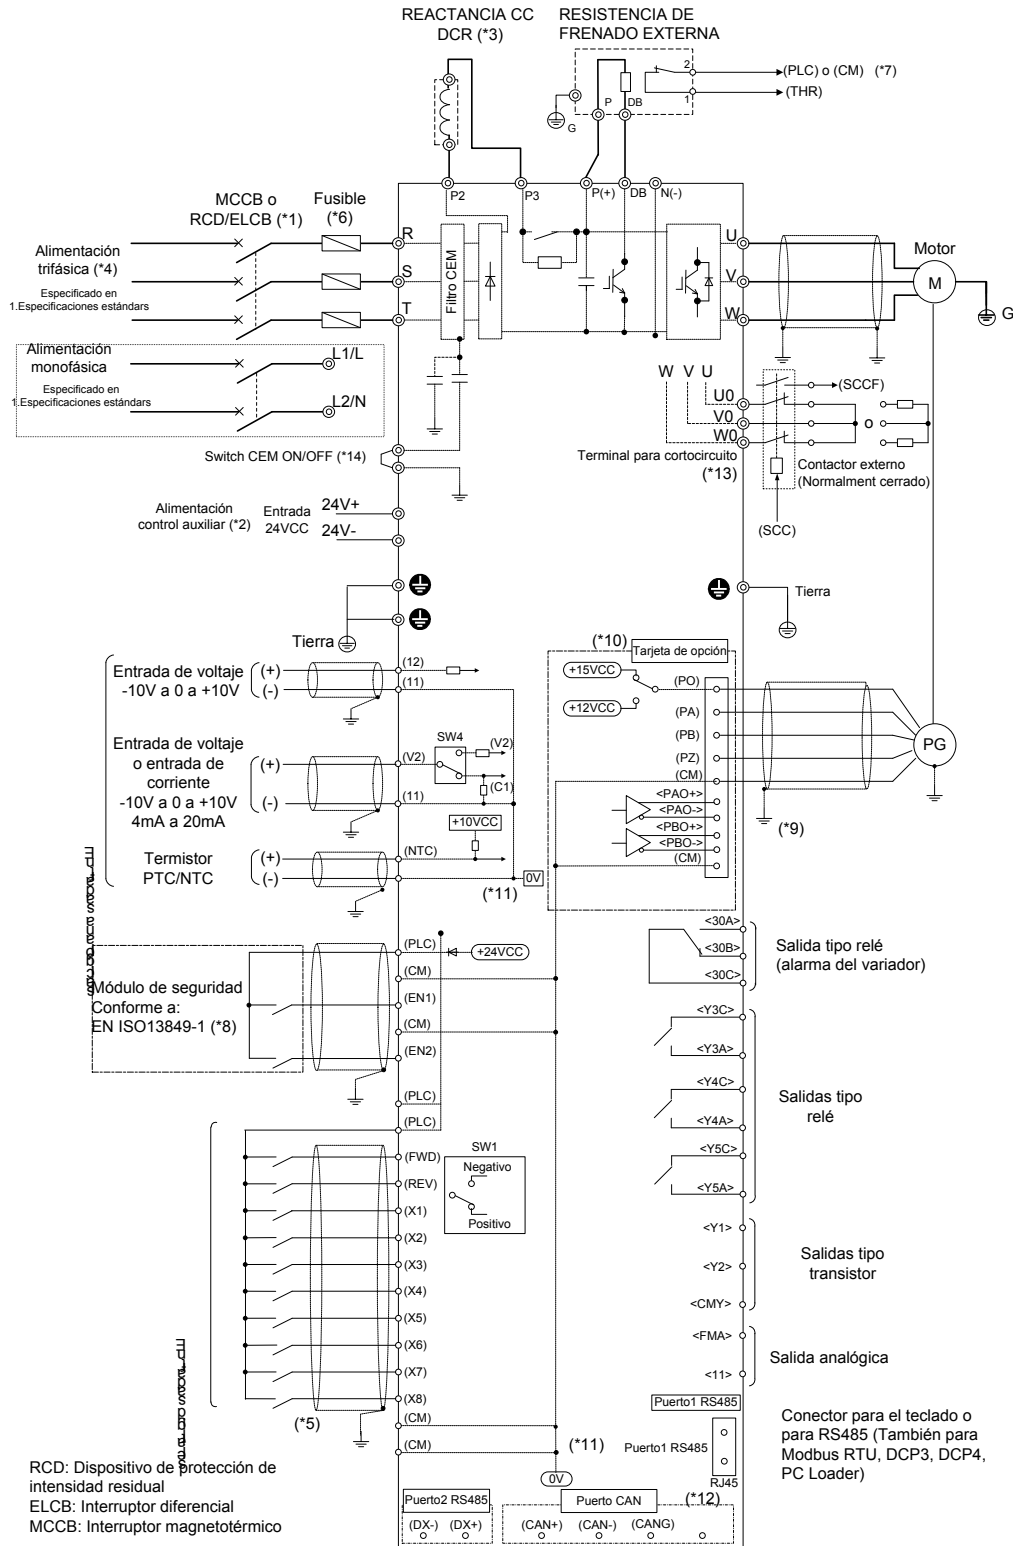 REACTANCIA CC
DCR (*3)
RESISTENCIA DE
FRENADO EXTERNA
2
(PLC) o (CM) (*7)
1
(THR)
P
DB
G
P2
P3
P(+)
DB
N(-)
MCCB o
RCD/ELCB (*1)
Fusible
(*6)
Alimentación
trifásica (*4)
Especificado en
1.Especificaciones estándars
R
S
T
Filtro CEM
U
V
W
Motor
M
G
Alimentación
monofásica
Especificado en
1.Especificaciones estándars
L1/L
L2/N
W V U
U0
V0
W0
(SCCF)
o
Switch CEM ON/OFF (*14)
Terminal para cortocircuito
(*13)
Contactor externo
(Normalment cerrado)
(SCC)
Alimentación
control auxiliar (*2)
Entrada
24VCC
24V+
24V-
Tierra
Tierra
Entrada de voltaje
-10V a 0 a +10V
(+)
(-)
(12)
(11)
Entrada de voltaje
o entrada de
corriente
-10V a 0 a +10V
4mA a 20mA
(+)
(-)
(V2)
(11)
SW4
(V2)
(C1)
+10VCC
Termistor
PTC/NTC
(+)
(-)
(NTC)
(*11)
0V
(*10)
Tarjeta de opción
+15VCC
+12VCC
(PO)
(PA)
(PB)
(PZ)
(CM)
<PAO+>
<PAO->
<PBO+>
<PBO->
(CM)
PG
(*9)
Módulo de seguridad
Conforme a:
EN ISO13849-1 (*8)
(PLC)
+24VCC
(CM)
(EN1)
(CM)
(EN2)
(PLC)
(PLC)
(FWD)
(REV)
(X1)
(X2)
(X3)
(X4)
(X5)
(X6)
(X7)
(X8)
(CM)
(CM)
(*5)
SW1
Negativo
Positivo
<30A>
<30B>
<30C>
Salida tipo relé
(alarma del variador)
<Y3C>
<Y3A>
<Y4C>
<Y4A>
<Y5C>
<Y5A>
Salidas tipo
relé
<Y1>
<Y2>
<CMY>
Salidas tipo
transistor
<FMA>
<11>
Salida analógica
Puerto1 RS485
Puerto1 RS485
RJ45
Conector para el teclado o
para RS485 (También para
Modbus RTU, DCP3, DCP4,
PC Loader)
(*11)
0V
Puerto2 RS485
(DX-) (DX+)
Puerto CAN
(*12)
(CAN+) (CAN-) (CANG)
RCD: Dispositivo de protección de
intensidad residual
ELCB: Interruptor diferencial
MCCB: Interruptor magnetotérmico